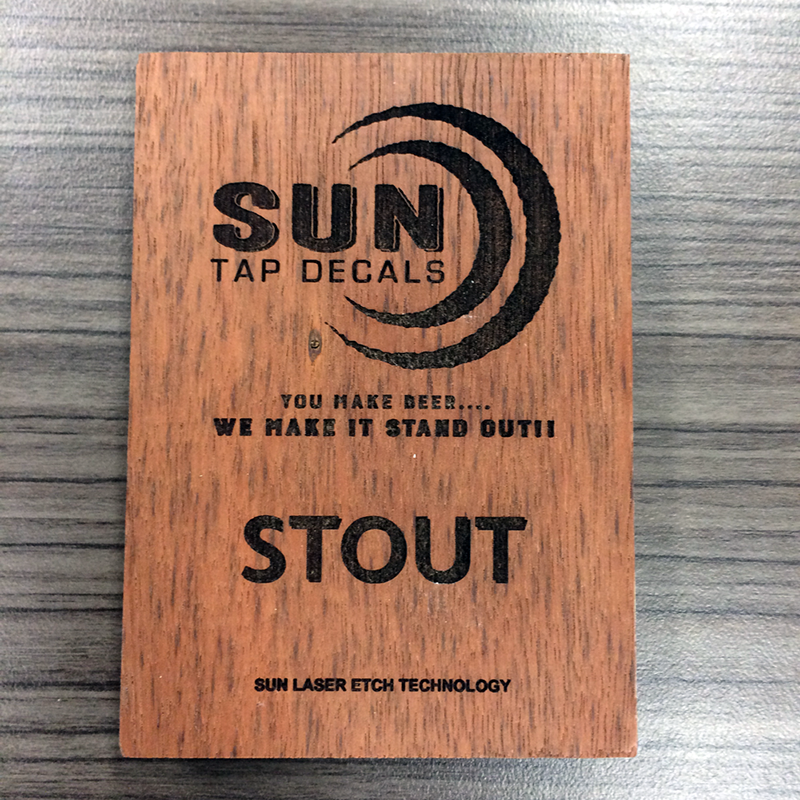 SUN
TAP DECALS
YOU MAKE BEER....
WE MAKE IT STAND OUT!!
STOUT
SUN LASER ETCH TECHNOLOGY